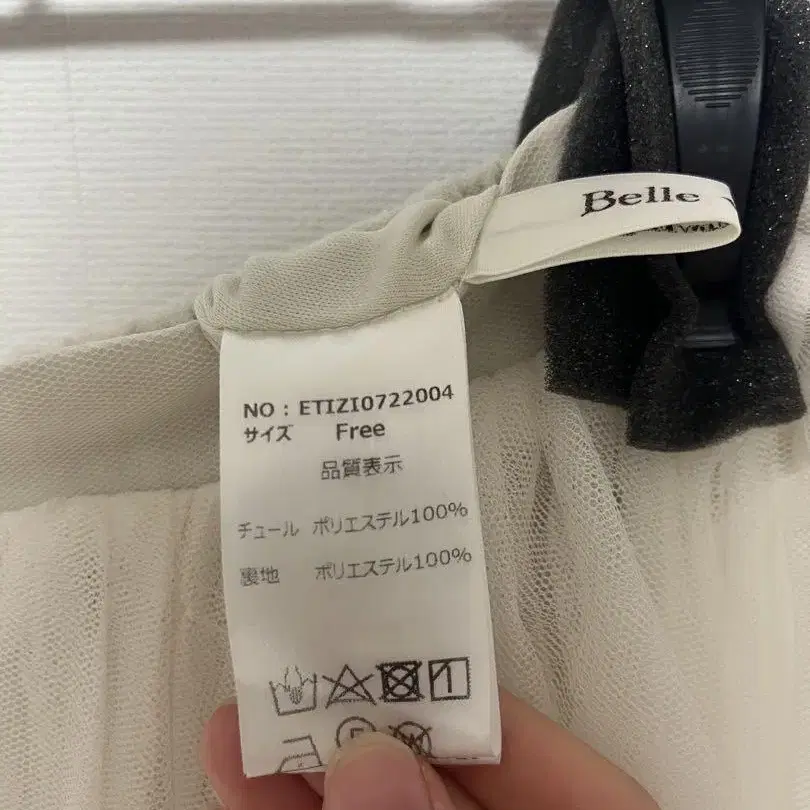 Belle
NO : ETIZI0722004
サイズ Free
品質表示
チュール ポリエステル100%
裏地 ポリエステル100%